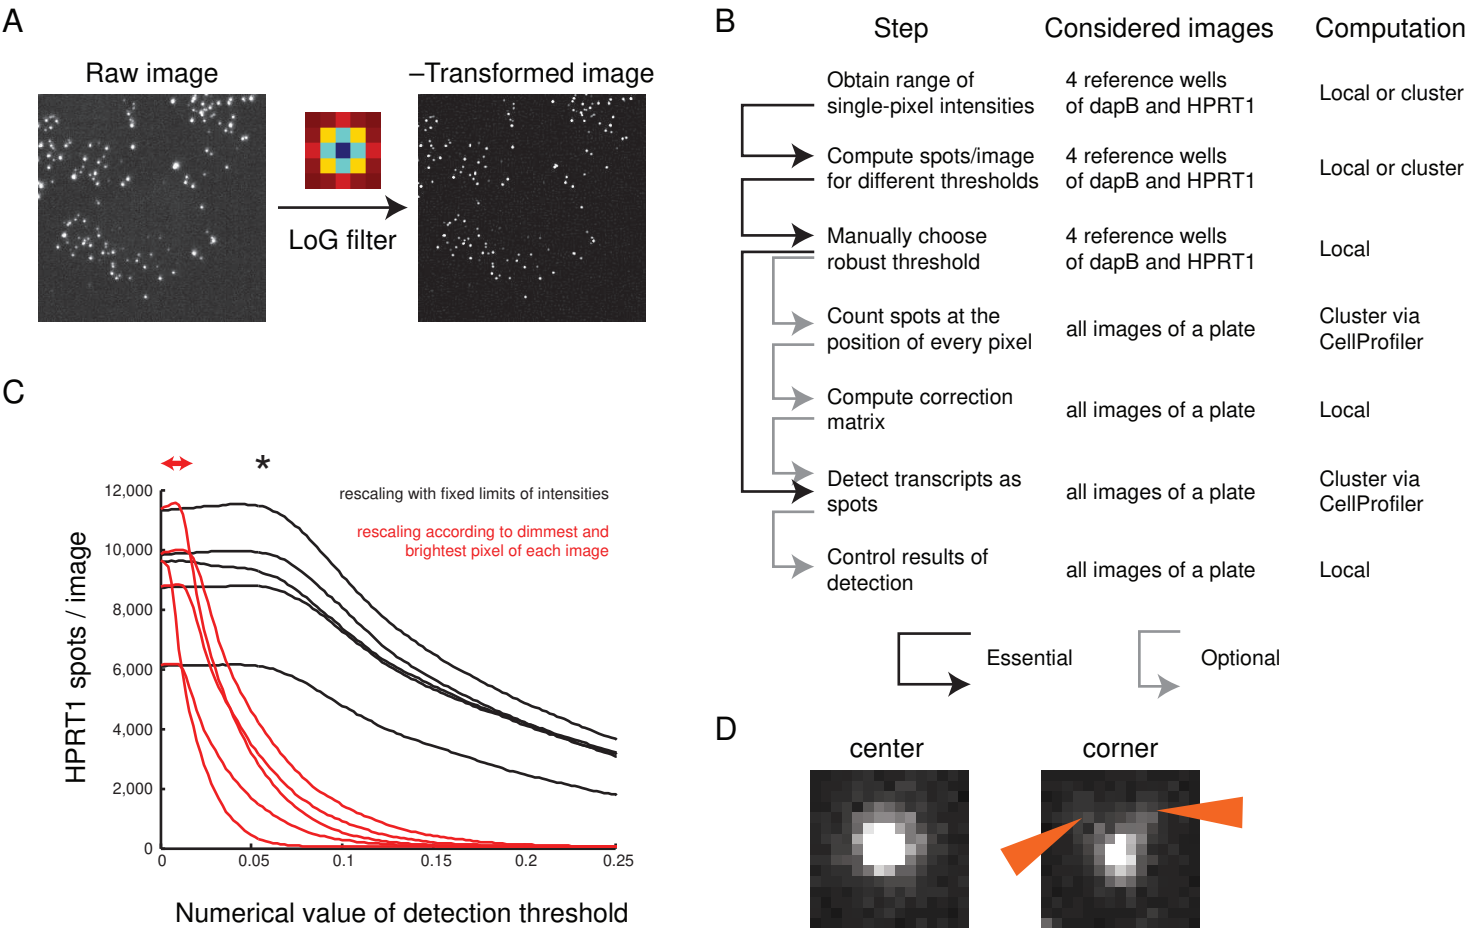 A
Raw image
–Transformed image
LoG filter
B
Step
Considered images
Computation
Obtain range of
single-pixel intensities
4 reference wells
of dapB and HPRT1
Local or cluster
Compute spots/image
for different thresholds
4 reference wells
of dapB and HPRT1
Local or cluster
Manually choose
robust threshold
4 reference wells
of dapB and HPRT1
Local
Count spots at the
position of every pixel
all images of a plate
Cluster via
CellProfiler
Compute correction
matrix
all images of a plate
Local
Detect transcripts as
spots
all images of a plate
Cluster via
CellProfiler
Control results of
detection
all images of a plate
Local
Essential
Optional
C
*
rescaling with fixed limits of intensities
rescaling according to dimmest and
brightest pixel of each image
HPRT1 spots / image
12,000
10,000
8,000
6,000
4,000
2,000
0
0
0.05
0.1
0.15
0.2
0.25
Numerical value of detection threshold
D
center
corner